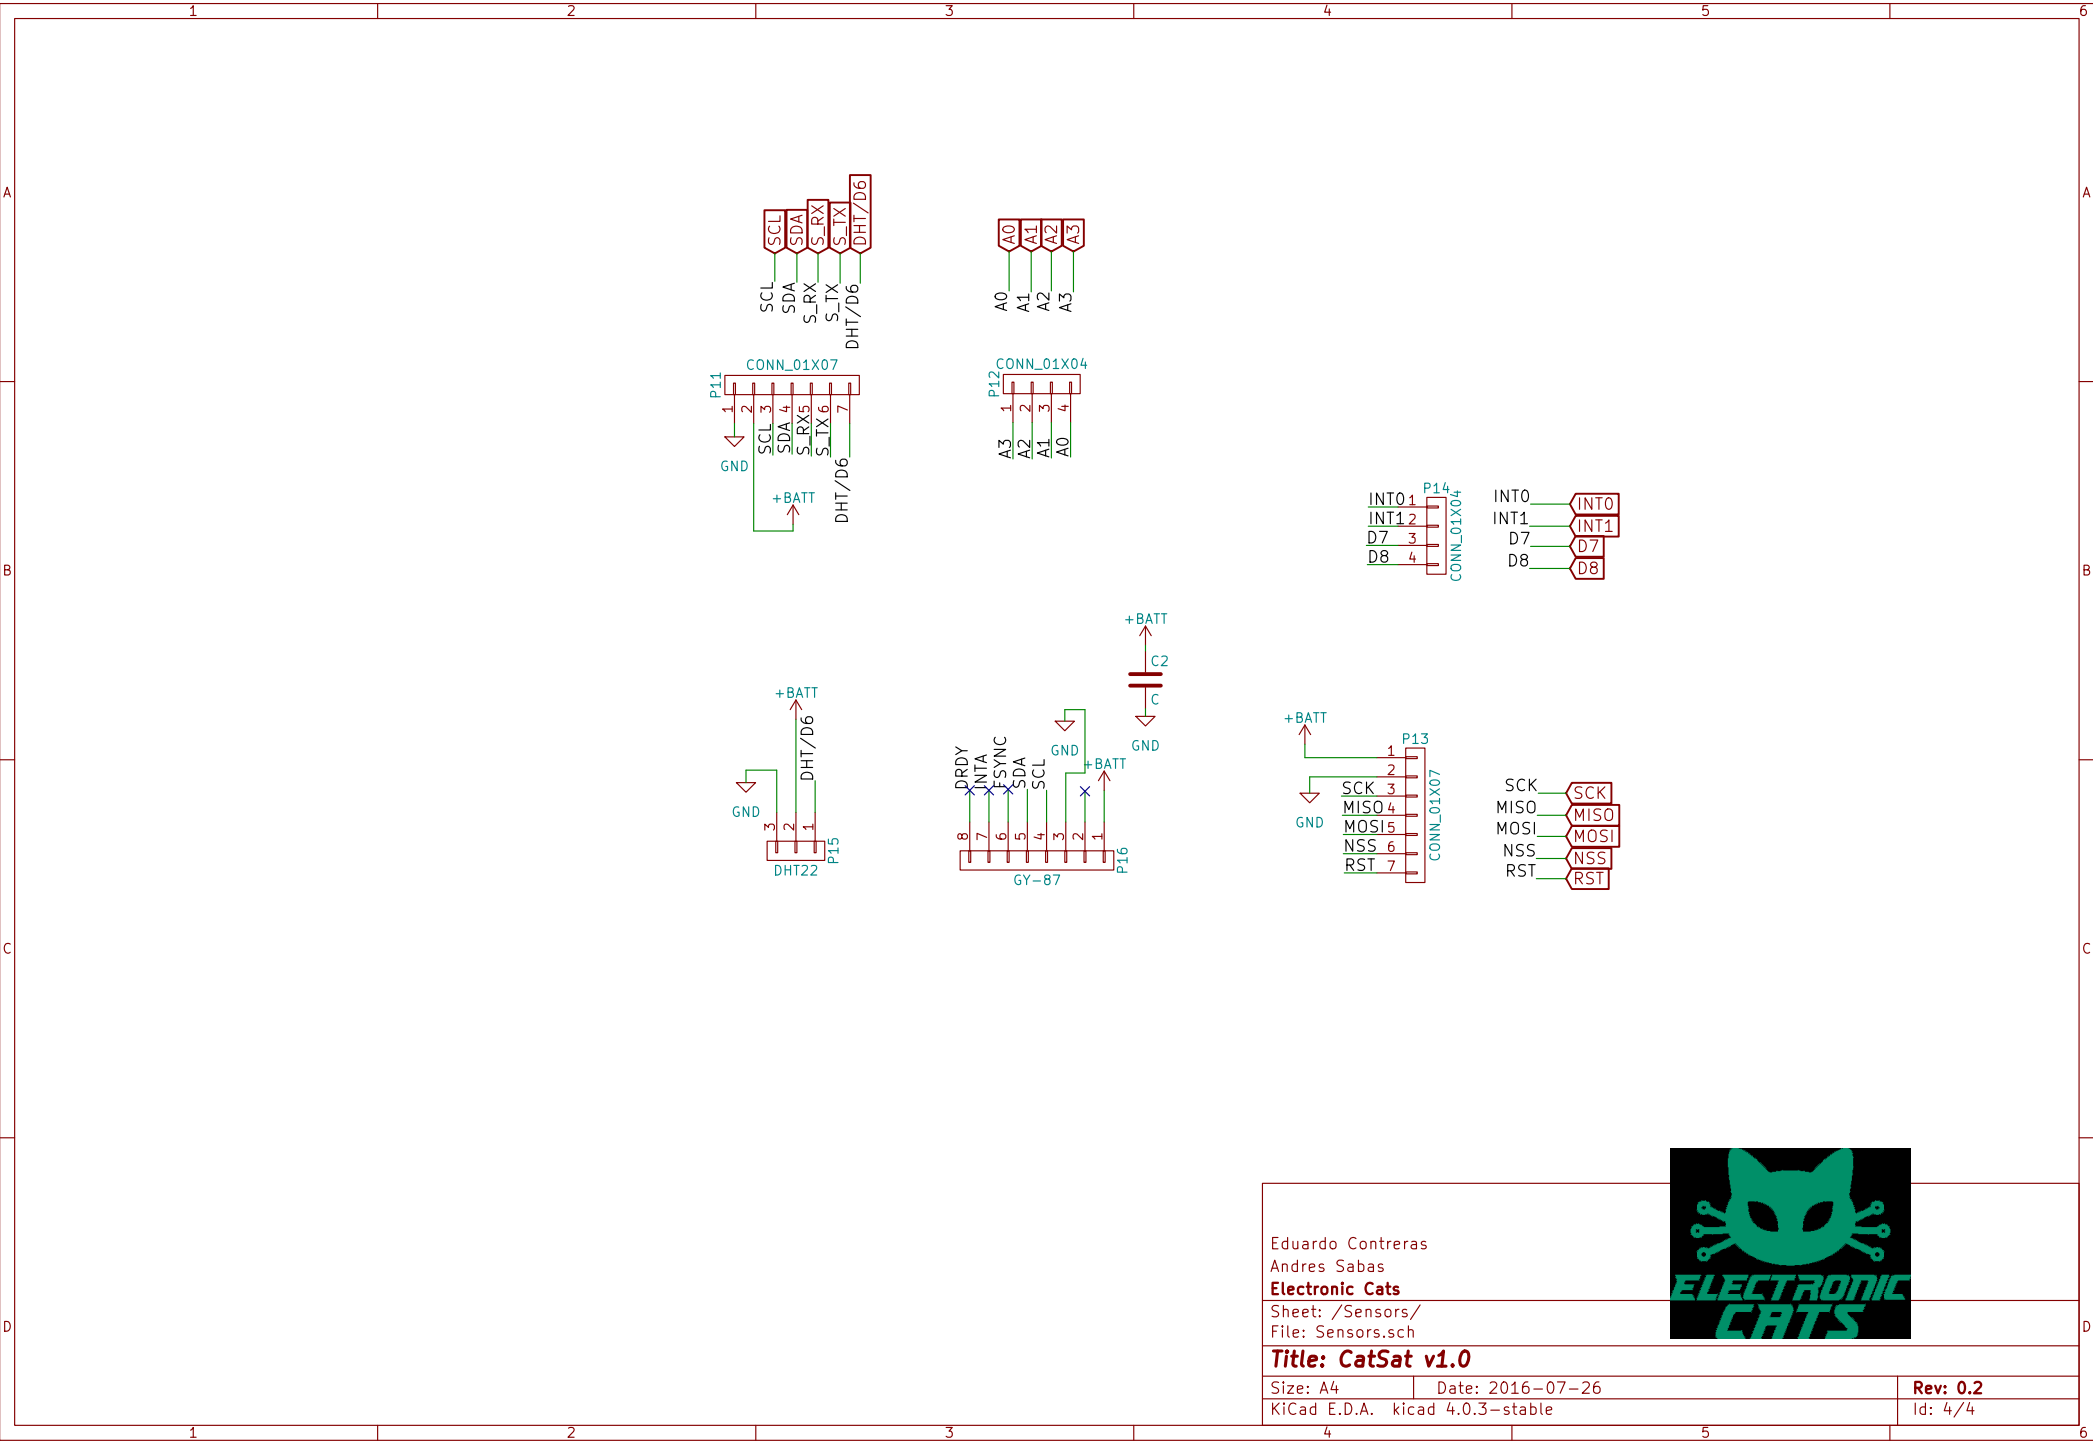 1 2 3 4 5 6
A A
SCL SDA S_RX S_TX DHT/D6
A0 A1 A2 A3
SCL SDA S_RX S_TX DHT/D6
A0 A1 A2 A3
CONN_01X07
P11
1 2 3 4 5 6 7
SCL SDA S_RX S_TX DHT/D6
GND
+BATT
CONN_01X04
P12
1 2 3 4
A3 A2 A1 A0
P14
INT0 1
INT1 2
D7 3
D8 4
CONN_01X04
INT0 INT0
INT1 INT1
D7 D7
D8 D8
B B
+BATT
C2
C
GND
+BATT
DHT/D6
GND
3 2 1
P15
DHT22
GND
+BATT
DRDY INTA FSYNC SDA SCL
8 7 6 5 4 3 2 1
P16
GY-87
+BATT
GND
P13
1
2
SCK 3
MISO 4
MOSI 5
NSS 6
RST 7
CONN_01X07
SCK SCK
MISO MISO
MOSI MOSI
NSS NSS
RST RST
C C
Eduardo Contreras
Andres Sabas
Electronic Cats
ELECTRONIC
CATS
Sheet: /Sensors/
File: Sensors.sch
D D
Title: CatSat v1.0
Size: A4 Date: 2016-07-26 Rev: 0.2
KiCad E.D.A. kicad 4.0.3-stable Id: 4/4
1 2 3 4 5 6